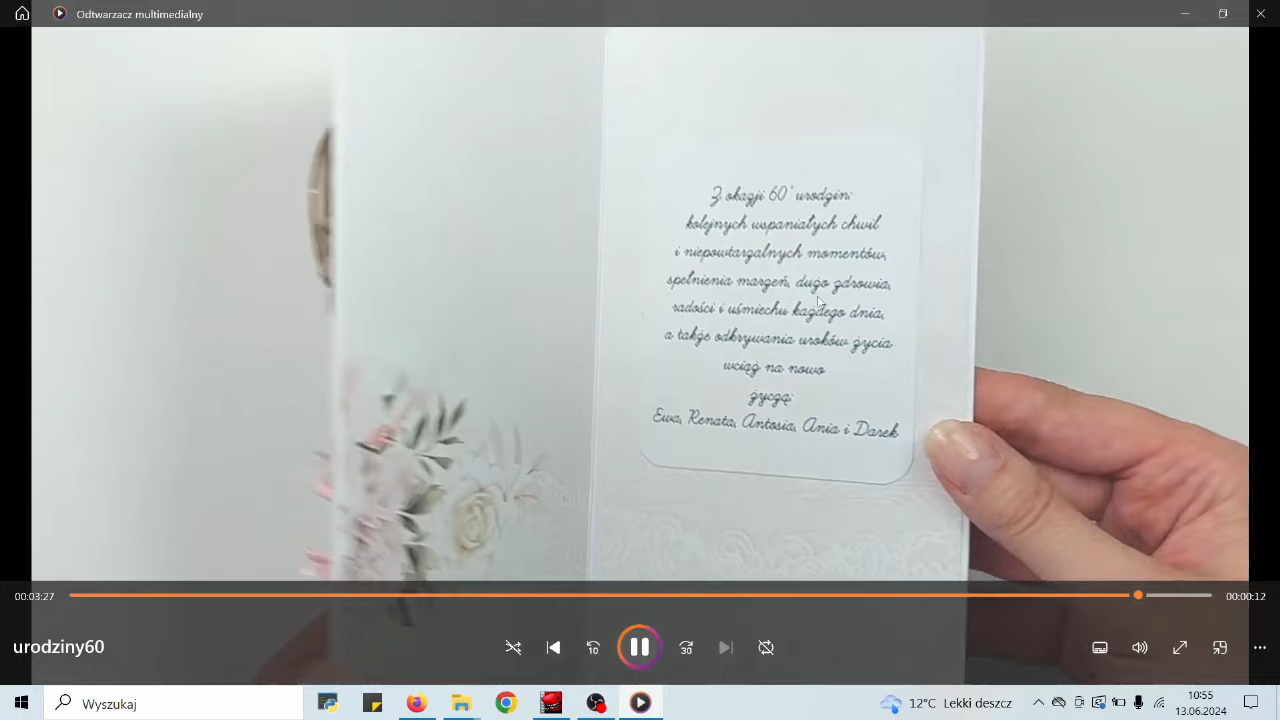 Odtwarzacz multimedialny
Z okazji 60' urodzin:
kolejnych wspaniałych chwil
i niepowtarzalnych momentów,
spełnienia marzeń, dużo zdrowia,
radości i uśmiechu każdego dnia,
a także odkrywania uroków życia
wciąż na nowo
życzą:
Ewa, Renata, Antosia, Ania i Darek
00:03:27
00:00:12
urodziny60
10
30
Wyszukaj
12°C Lekki deszcz
10:55
13.06.2024